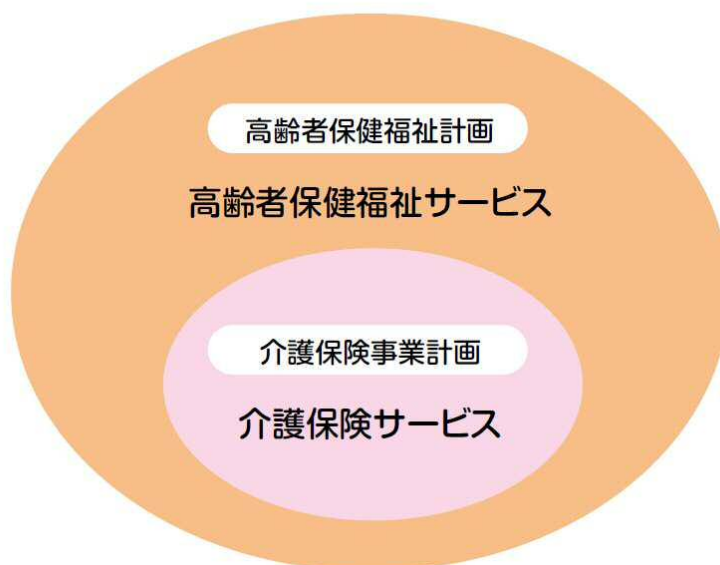 高齢者保健福祉計画
高齢者保健福祉サービス
介護保険事業計画
介護保険サービス